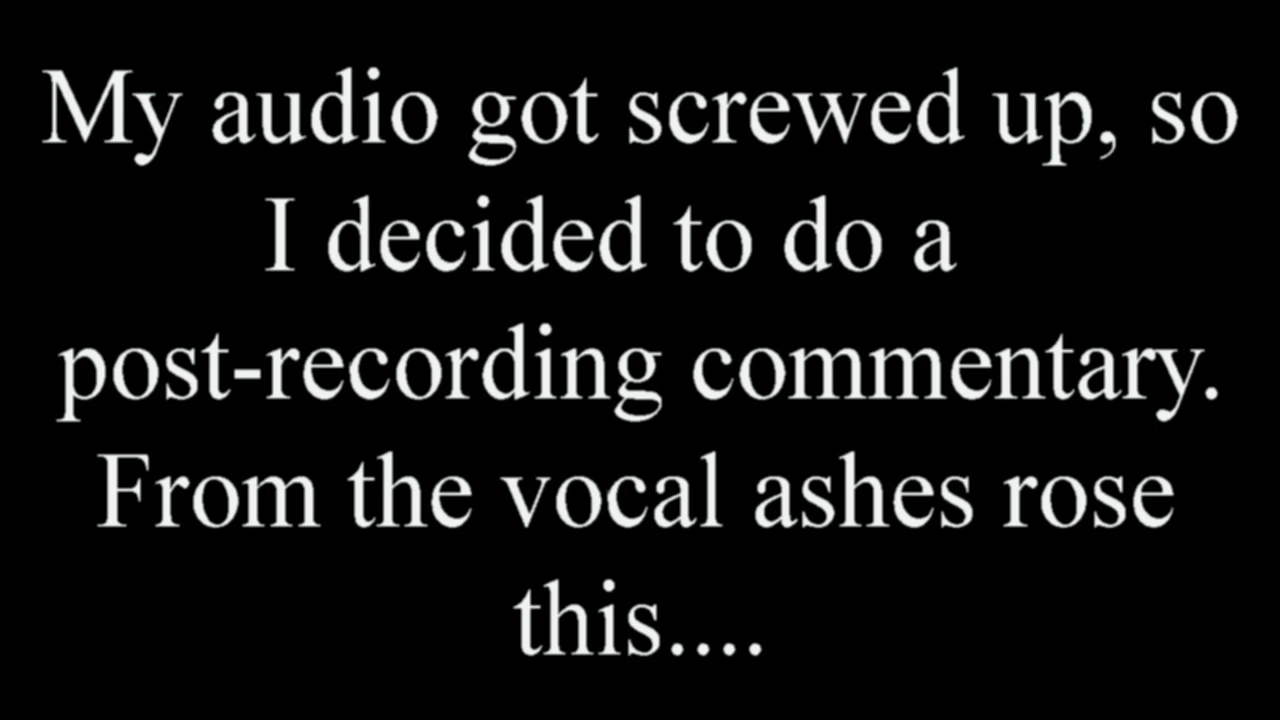 My audio got screwed up, so
I decided to do a
post-recording commentary.
From the vocal ashes rose
this....